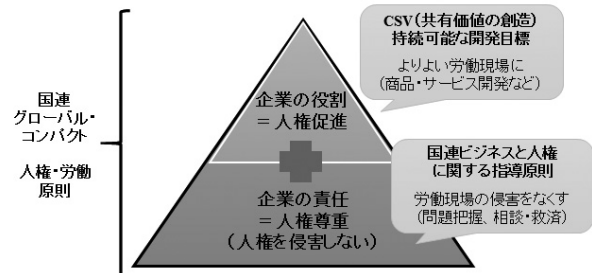 国連
グローバル・
コンパクト
人権・労働
原則
企業の役割
＝人権促進
企業の責任
＝人権尊重
（人権を侵害しない）
CSV（共有価値の創造）
持続可能な開発目標
よりよい労働現場に
（商品・サービス開発など）
国連ビジネスと人権
に関する指導原則
労働現場の侵害をなくす
（問題把握、相談・救済）